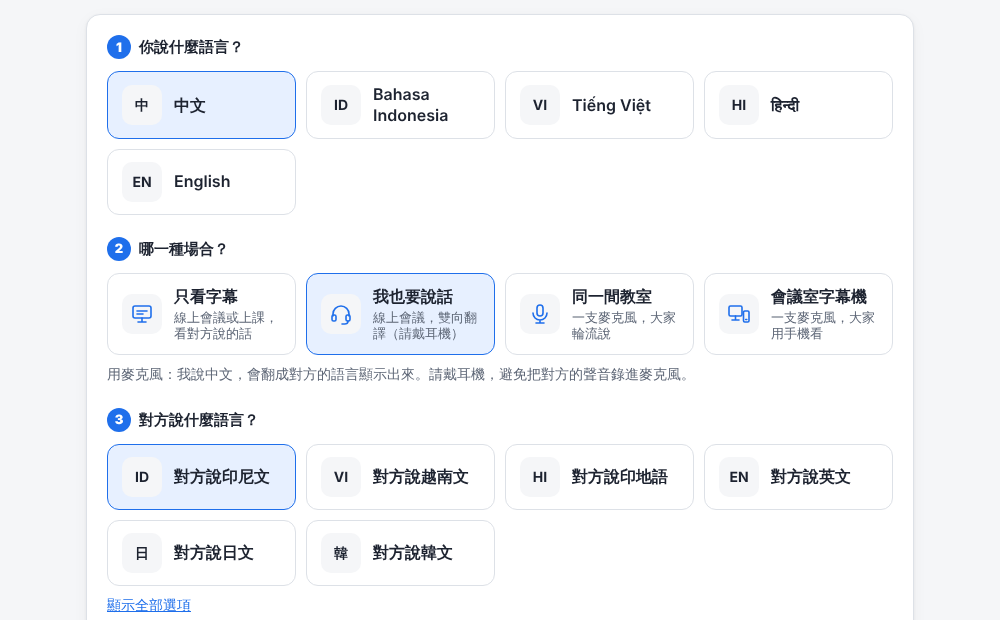 1 你說什麼語言？
中 中文
ID Bahasa Indonesia
VI Tiếng Việt
HI हिन्दी
EN English
2 哪一種場合？
只看字幕
線上會議或上課，
看對方說的話
我也要說話
線上會議，雙向翻
譯（請戴耳機）
同一間教室
一支麥克風，大家
輪流說
會議室字幕機
一支麥克風，大家
用手機看
用麥克風：我說中文，會翻成對方的語言顯示出來。請戴耳機，避免把對方的聲音錄進麥克風。
3 對方說什麼語言？
ID 對方說印尼文
VI 對方說越南文
HI 對方說印地語
EN 對方說英文
日 對方說日文
韓 對方說韓文
顯示全部選項